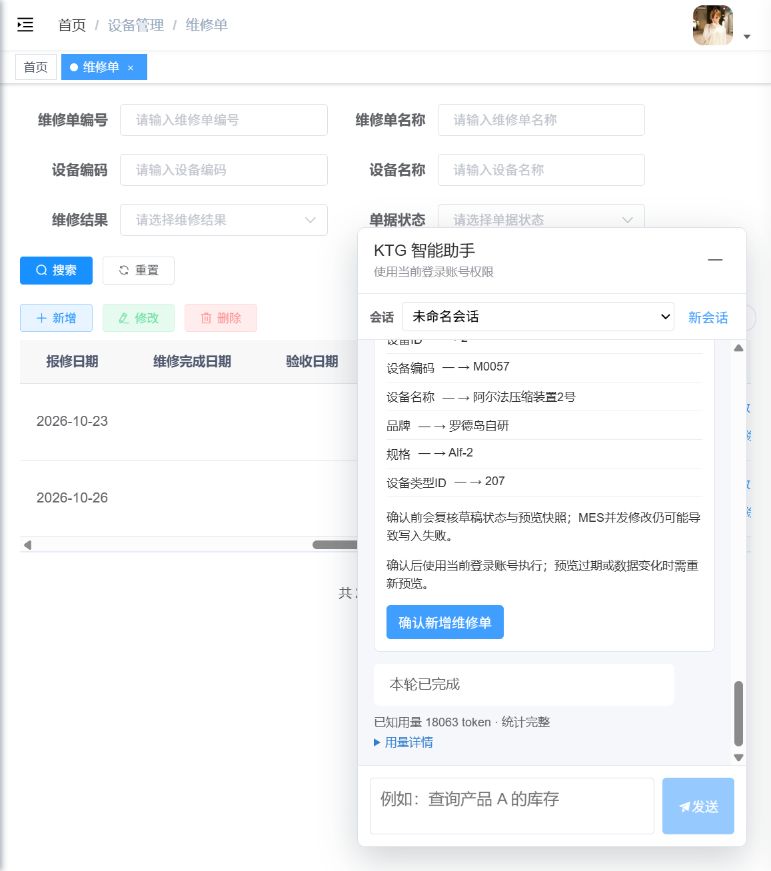 首页 / 设备管理 / 维修单
首页
维修单 ×
维修单编号 请输入维修单编号 维修单名称 请输入维修单名称
设备编码 请输入设备编码 设备名称 请输入设备名称
维修结果 请选择维修结果 单据状态 请选择单据状态
搜索 重置
+ 新增 修改 删除
报修日期 维修完成日期 验收日期
2026-10-23
2026-10-26
共
KTG 智能助手
使用当前登录账号权限
会话 未命名会话 新会话
设备编码 — → M0057
设备名称 — → 阿尔法压缩装置2号
品牌 — → 罗德岛自研
规格 — → Alf-2
设备类型ID — → 207
确认前会复核草稿状态与预览快照；MES并发修改仍可能导
致写入失败。
确认后使用当前登录账号执行；预览过期或数据变化时需重
新预览。
确认新增维修单
本轮已完成
已知用量 18063 token · 统计完整
用量详情
例如：查询产品 A 的库存
发送